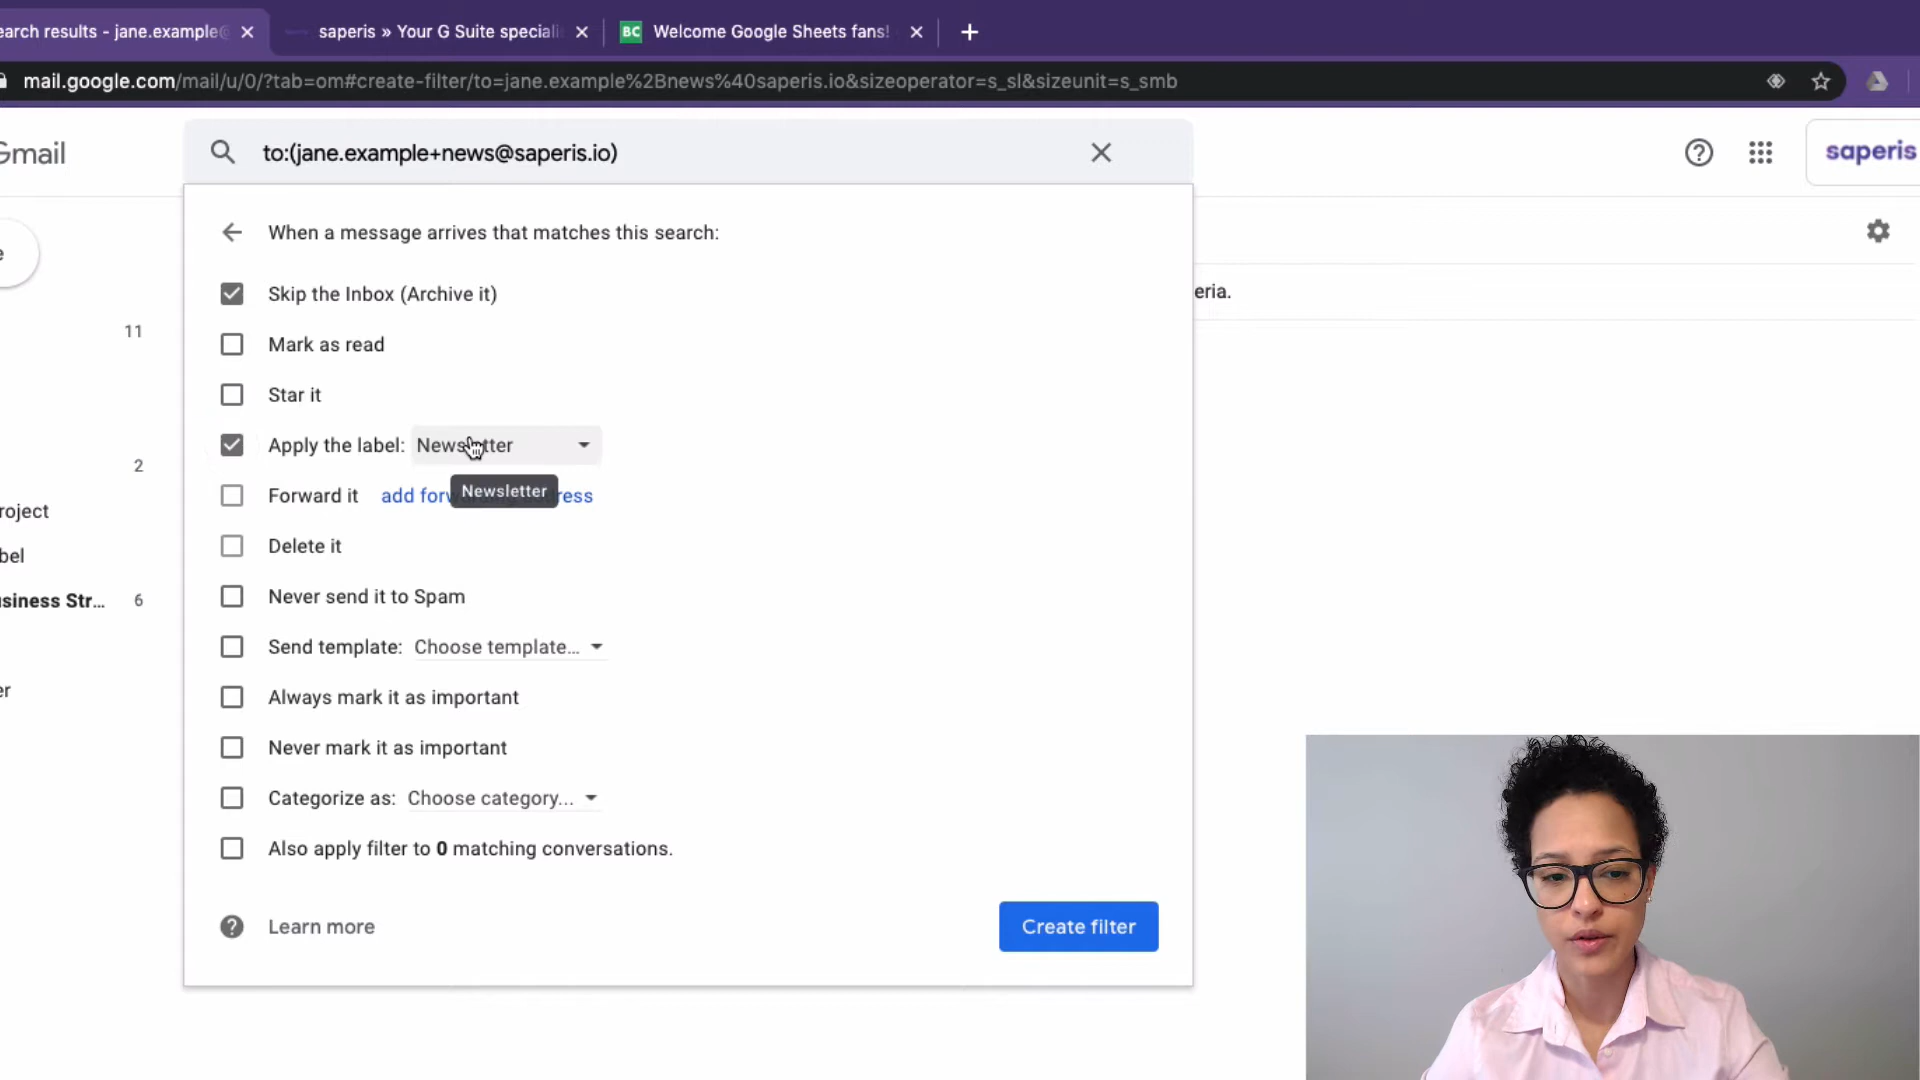 earch results - jane.example@
saperis » Your G Suite speciali
BC Welcome Google Sheets fans!
mail.google.com/mail/u/0/?tab=om#create-filter/to=jane.example%2Bnews%40saperis.io&sizeoperator=s_sl&sizeunit=s_smb
Gmail
to:(jane.example+news@saperis.io)
saperis
When a message arrives that matches this search:
e
eria.
Skip the Inbox (Archive it)
11
Mark as read
Star it
Apply the label: Newsletter
2
Forward it add forw ress
Newsletter
roject
Delete it
bel
siness Str... 6
Never send it to Spam
Send template: Choose template...
er
Always mark it as important
Never mark it as important
Categorize as: Choose category...
Also apply filter to 0 matching conversations.
Learn more
Create filter